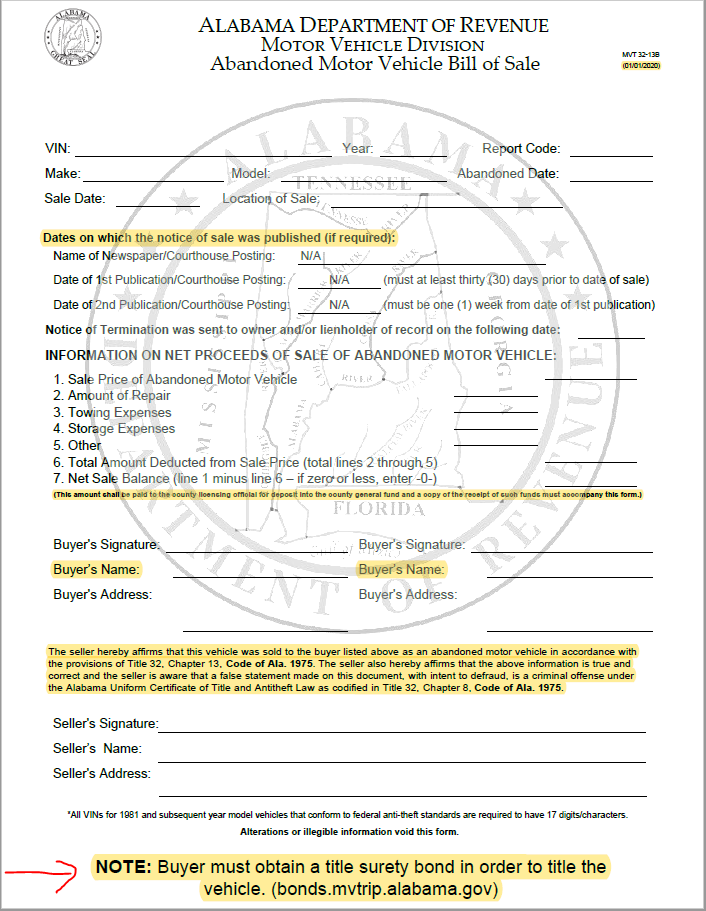 ALABAMA DEPARTMENT OF REVENUE
MOTOR VEHICLE DIVISION
Abandoned Motor Vehicle Bill of Sale
MVT 32-13B
(01/01/2020)
ALABAMA
GREAT SEAL
VIN: Year: Report Code:
Make: Model: Abandoned Date:
Sale Date: Location of Sale:
Dates on which the notice of sale was published (if required):
Name of Newspaper/Courthouse Posting: N/A
Date of 1st Publication/Courthouse Posting: N/A (must at least thirty (30) days prior to date of sale)
Date of 2nd Publication/Courthouse Posting: N/A (must be one (1) week from date of 1st publication)
Notice of Termination was sent to owner and/or lienholder of record on the following date:
INFORMATION ON NET PROCEEDS OF SALE OF ABANDONED MOTOR VEHICLE:
1. Sale Price of Abandoned Motor Vehicle
2. Amount of Repair
3. Towing Expenses
4. Storage Expenses
5. Other
6. Total Amount Deducted from Sale Price (total lines 2 through 5)
7. Net Sale Balance (line 1 minus line 6 – if zero or less, enter -0-)
(This amount shall be paid to the county licensing official for deposit into the county general fund and a copy of the receipt of such funds must accompany this form.)
Buyer's Signature: Buyer's Signature:
Buyer's Name: Buyer's Name:
Buyer's Address: Buyer's Address:
The seller hereby affirms that this vehicle was sold to the buyer listed above as an abandoned motor vehicle in accordance with
the provisions of Title 32, Chapter 13, Code of Ala. 1975. The seller also hereby affirms that the above information is true and
correct and the seller is aware that a false statement made on this document, with intent to defraud, is a criminal offense under
the Alabama Uniform Certificate of Title and Antitheft Law as codified in Title 32, Chapter 8, Code of Ala. 1975.
Seller's Signature:
Seller's Name:
Seller's Address:
*All VINs for 1981 and subsequent year model vehicles that conform to federal anti-theft standards are required to have 17 digits/characters.
Alterations or illegible information void this form.
NOTE: Buyer must obtain a title surety bond in order to title the
vehicle. (bonds.mvtrip.alabama.gov)
ALABAMA
DEPARTMENT OF REVENUE
TENNESSEE
MISSISSIPPI
GEORGIA
FLORIDA